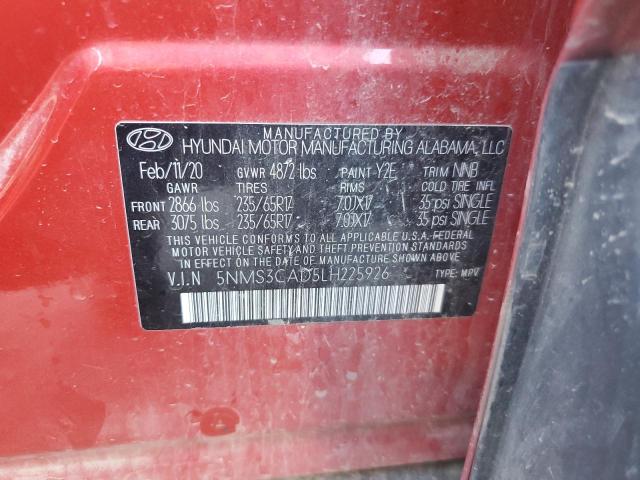 MANUFACTURED BY
HYUNDAI MOTOR MANUFACTURING ALABAMA, LLC
Feb/11/20 GVWR 4872 lbs PAINT Y2E TRIM NNB
GAWR TIRES RIMS COLD TIRE INFL
FRONT 2866 lbs 235/65R17 7.0JX17 35 psi SINGLE
REAR 3075 lbs 235/65R17 7.0JX17 35 psi SINGLE
THIS VEHICLE CONFORMS TO ALL APPLICABLE U.S.A. FEDERAL
MOTOR VEHICLE SAFETY AND THEFT PREVENTION STANDARDS
IN EFFECT ON THE DATE OF MANUFACTURE SHOWN ABOVE.
V.I.N 5NMS3CAD5LH225926 TYPE: MPV